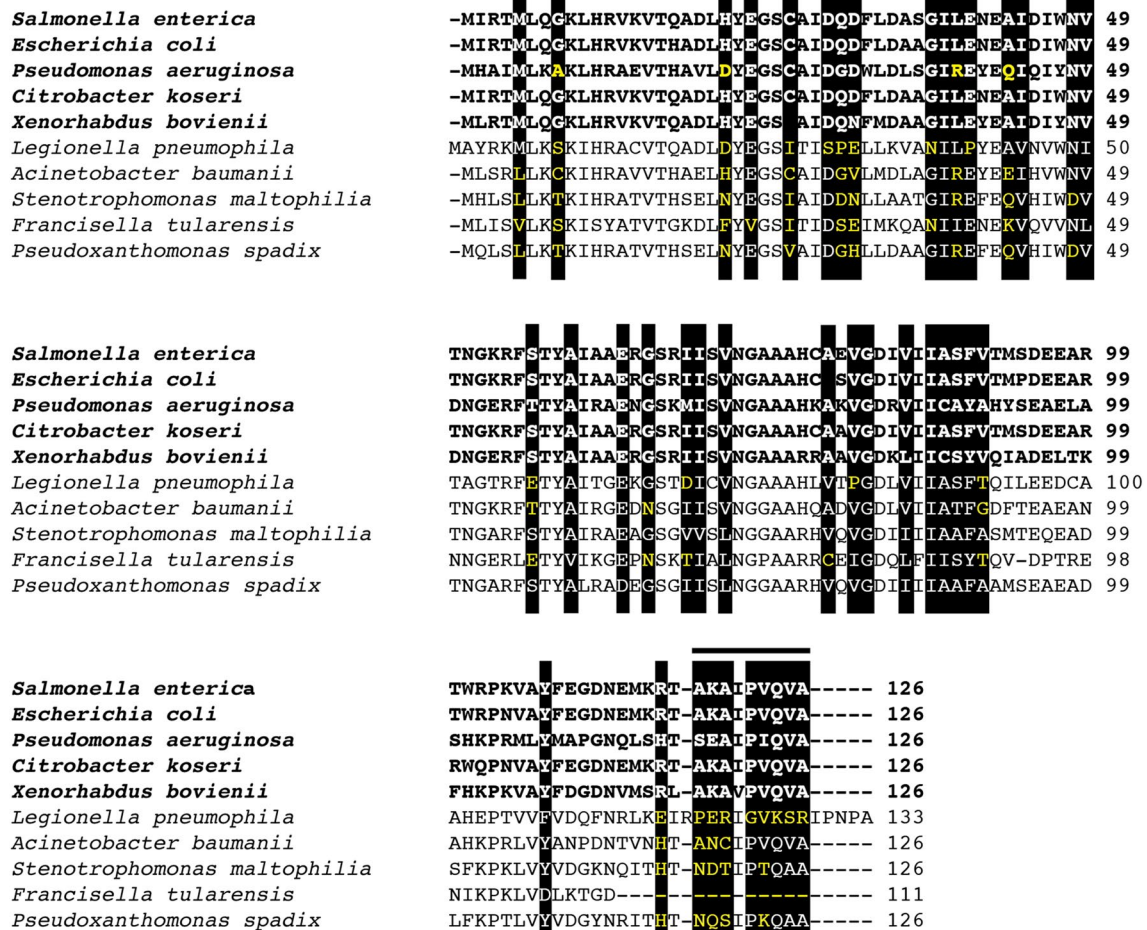 Salmonella enterica -MIRTMLQGKLHRVKVTQADLHYEGSCAIDQDFLDASGILENEAIDIWNV 49
Escherichia coli -MIRTMLQGKLHRVKVTHADLHYEGSCAIDQDFLDAAGILENEAIDIWNV 49
Pseudomonas aeruginosa -MHAIMLKAKLHRAEVTHAVLDYEGSCAIDGDWLDLSGIREYEQIQIYNV 49
Citrobacter koseri -MIRTMLQGKLHRVKVTQADLHYEGSCAIDQDFLDAAGILENEAIDIWNV 49
Xenorhabdus bovienii -MLRTMLQGKLHRVKVTQADLHYEGSCAIDQNFMDAAGILEYEAIDIWNV 49
Legionella pneumophila MAYRKMLKSKIHRACVTQADLDYEGSITISPELLKVANILPYEAVNVWNI 50
Acinetobacter baumanii -MLSRLLKCKIHRAVVTHAELHYEGSCAIDGVLMDLAGIREYEEIHVWNV 49
Stenotrophomonas maltophilia -MHLSLLKTKIHRATVTHSELNYEGSIAIDDNLLAATGIREFEQVHIWDV 49
Francisella tularensis -MLISVLKSKISYATVTGKDLFYVGSITIDSEIMKQANIIENEKVQVVNL 49
Pseudoxanthomonas spadix -MQLSLLKTKIHRATVTHSELNYEGSVAIDGHLLDAAGIREFEQVHIWDV 49
Salmonella enterica TNGKRFSTYAIAAERGSRIISVNGAAAHCAEVGDIVIIASFVTMSDEEAR 99
Escherichia coli TNGKRFSTYAIAAERGSRIISVNGAAAHC SVGDIVIIASFVTMPDEEAR 99
Pseudomonas aeruginosa DNGERFTTYAIRAENGSKMISVNGAAAHKAKVGDRVIICAYAHYSEAELA 99
Citrobacter koseri TNGKRFSTYAIAAERGSRIISVNGAAAHCAAVGDIVIIASFVTMSDEEAR 99
Xenorhabdus bovienii DNGERFSTYAIAAERGSRIISVNGAAARRAAVGDKLIICSYVQIADELTK 99
Legionella pneumophila TAGTRFETYAITGEKGSTDICVNGAAAHLVTPGDLVIIASFTQILEEDCA 100
Acinetobacter baumanii TNGKRFTTYAIRGEDNSGIISVNGAAAHQADVGDLVIIATFGDFTEAEAN 99
Stenotrophomonas maltophilia TNGARFSTYAIRAEAGSGVVSLNGGAARHVQVGDIIIIAAFASMTEQEAD 99
Francisella tularensis NNGERLETYVIKGEPNSKTIALNGPAARRCEIGDQLFIISYTQV-DPTRE 98
Pseudoxanthomonas spadix TNGARFSTYALRADEGSGIISLNGGAARHVQVGDIIIIAAFAAMSEAEAD 99
Salmonella enterica TWRPKVAYFEGDNEMKRT-AKAIPVQVA----- 126
Escherichia coli TWRPNVAYFEGDNEMKRT-AKAIPVQVA----- 126
Pseudomonas aeruginosa SHKPRMLYMAPGNQLSHT-SEAIPIQVA----- 126
Citrobacter koseri RWQPNVAYFEGDNEMKRT-AKAIPVQVA----- 126
Xenorhabdus bovienii FHKPKVAYFDGDNVMSRL-AKAVPVQVA----- 126
Legionella pneumophila AHEPTVVFVDQFNRLKEIRPERIGVKSRIPNPA 133
Acinetobacter baumanii AHKPRLVYANPDNTVNHT-ANCIPVQVA----- 126
Stenotrophomonas maltophilia SFKPKLVYVDGKNQITHT-NDTIPTQAA----- 126
Francisella tularensis NIKPKLVDLKTGD-------------------- 111
Pseudoxanthomonas spadix LFKPTLVYVDGYNRITHT-NQSIPKQAA----- 126